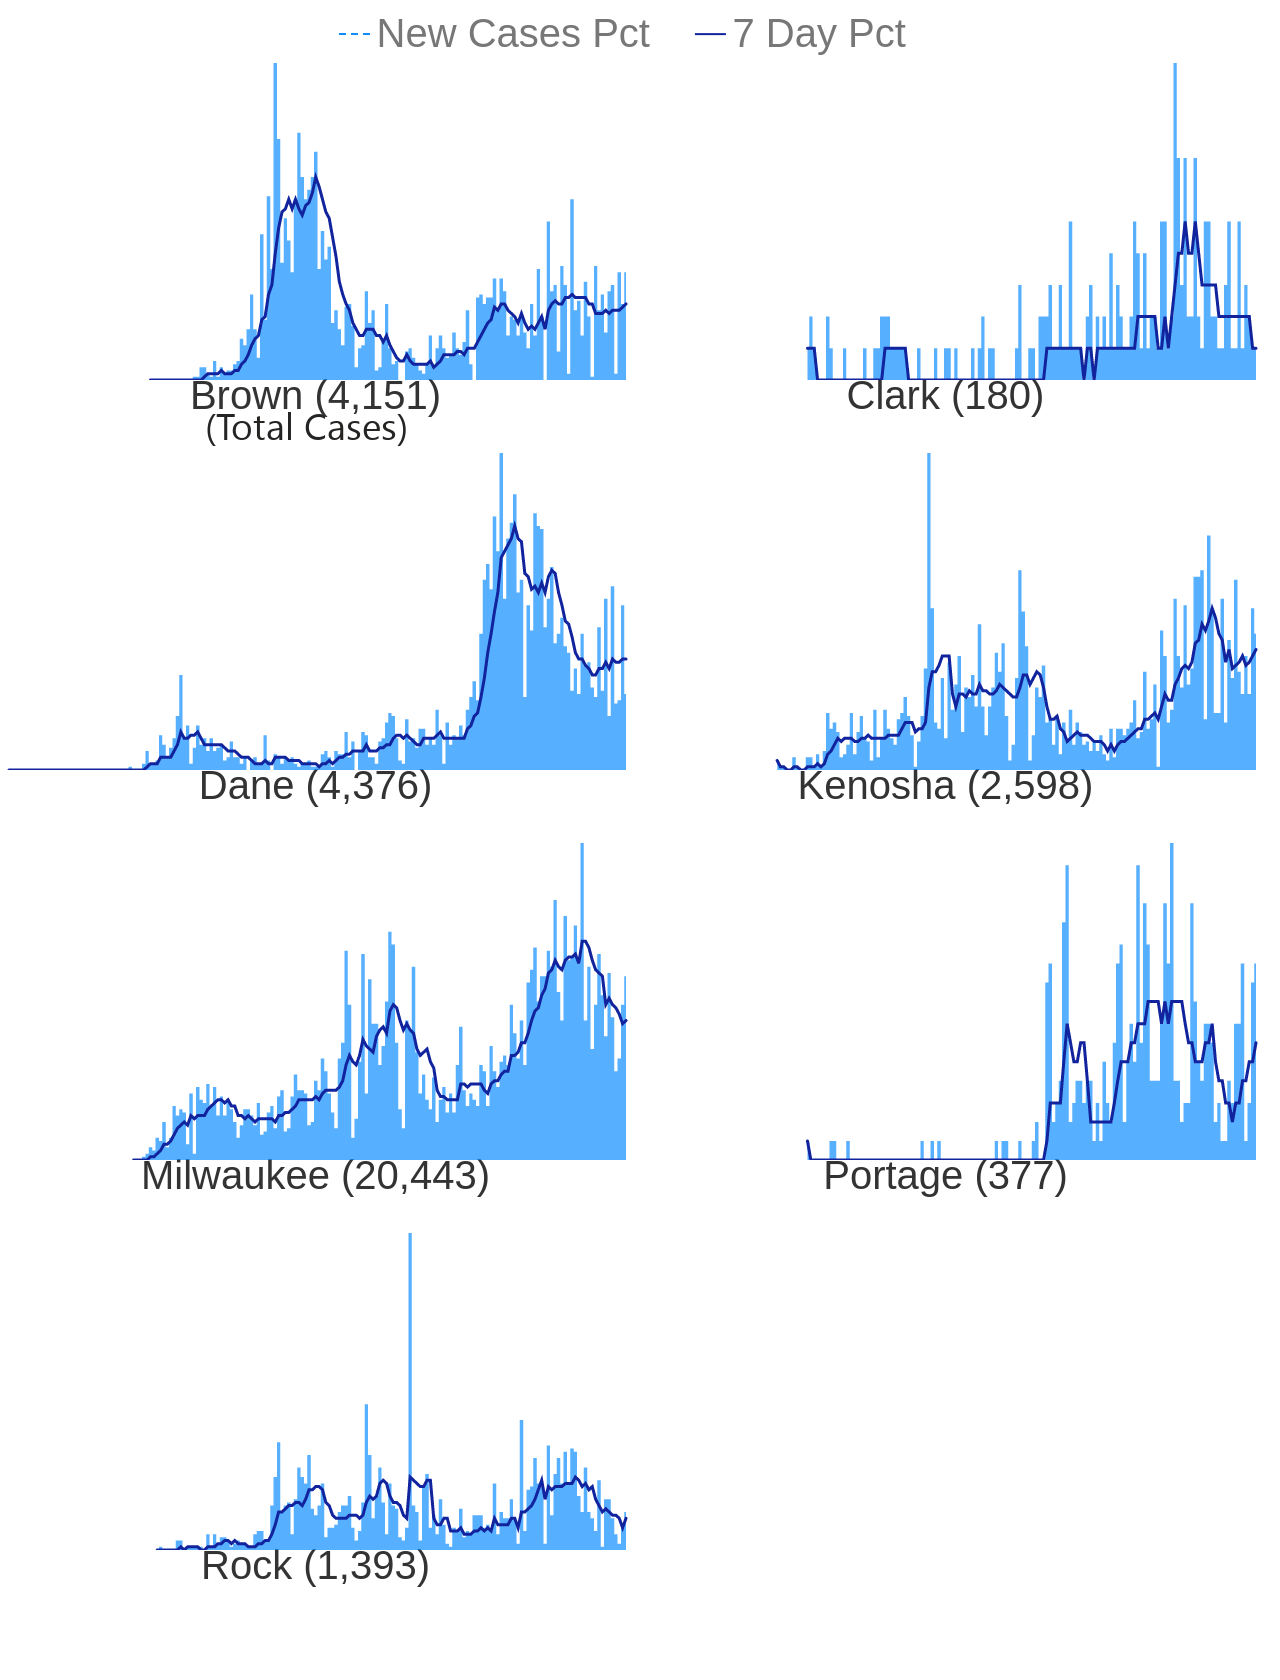 New Cases Pct 7 Day Pct
Brown (4,151) Clark (180)
(Total Cases)
Dane (4,376) Kenosha (2,598)
Milwaukee (20,443) Portage (377)
Rock (1,393)